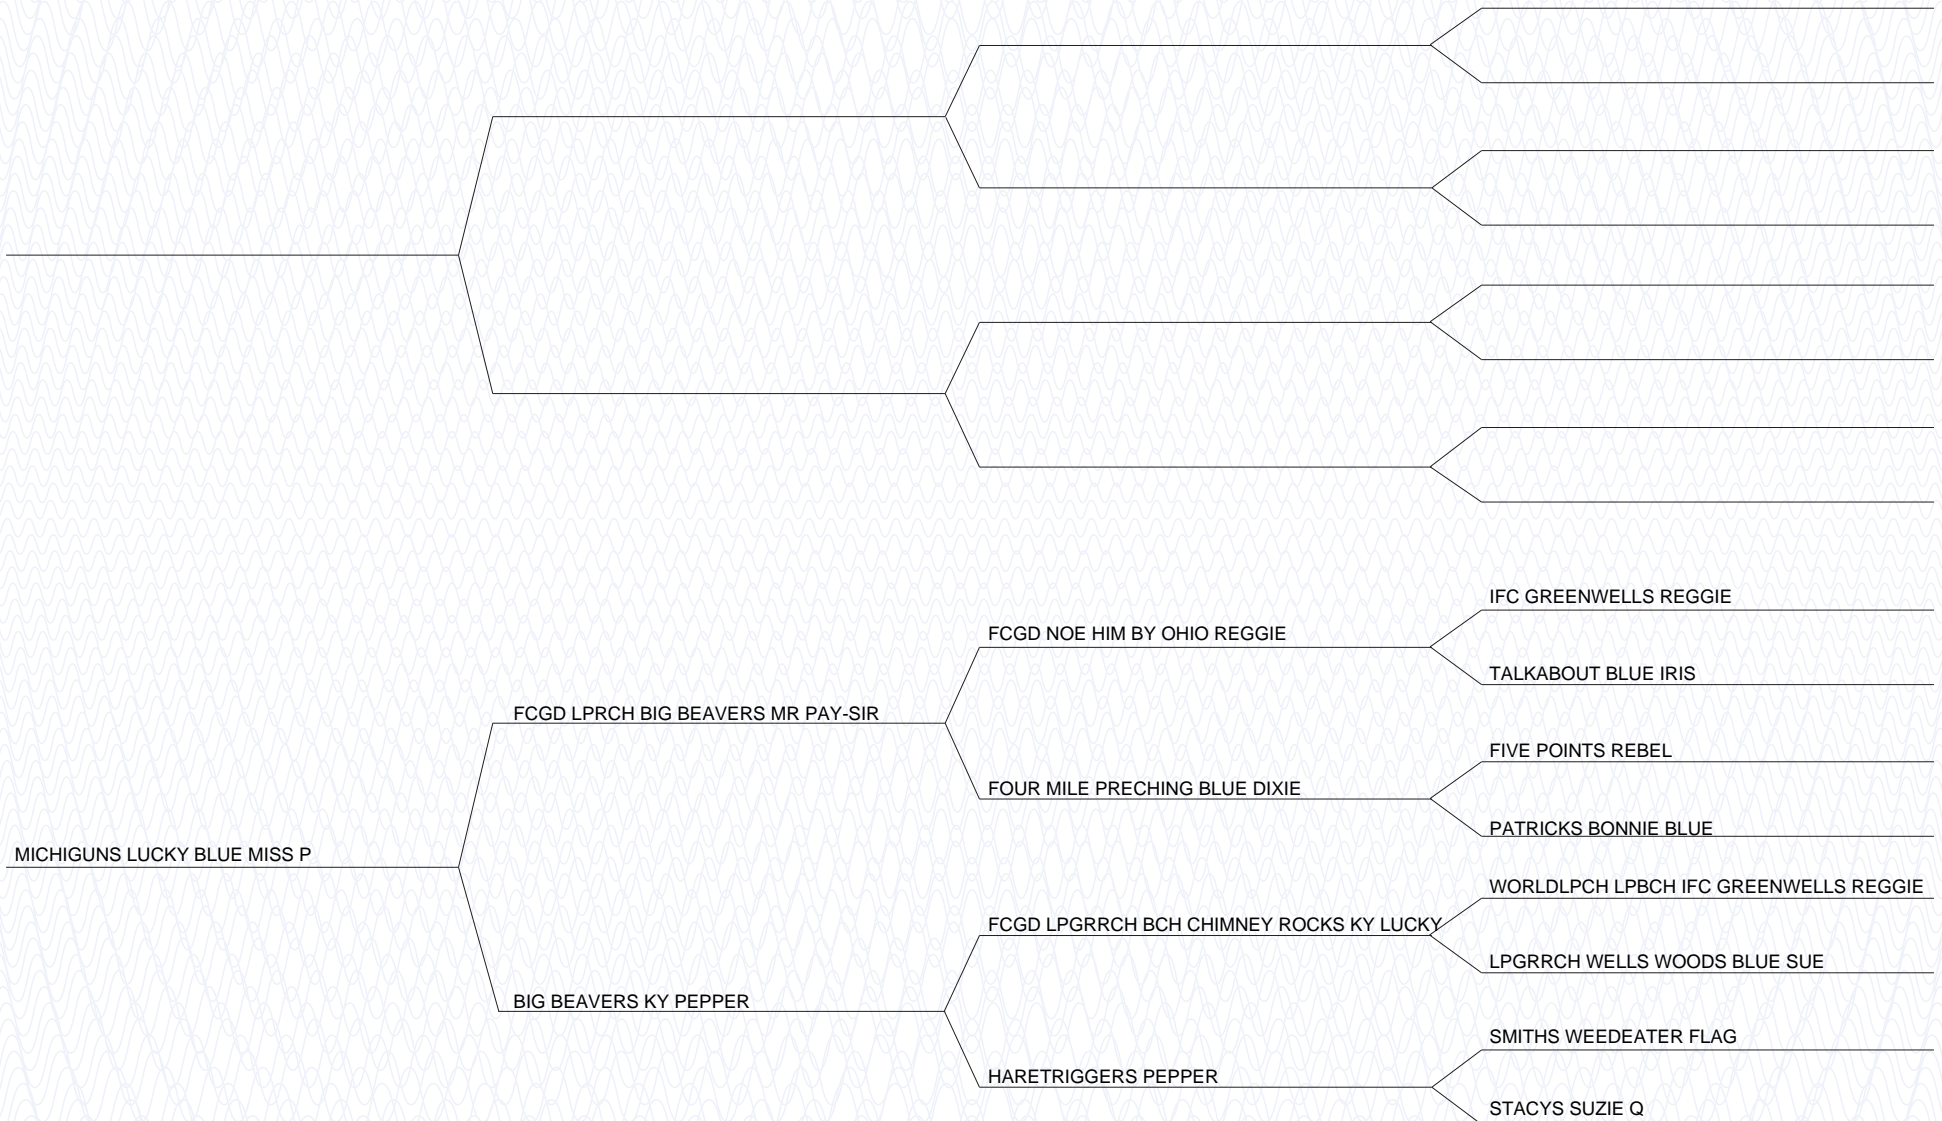 IFC GREENWELLS REGGIE
FCGD NOE HIM BY OHIO REGGIE
TALKABOUT BLUE IRIS
FCGD LPRCH BIG BEAVERS MR PAY-SIR
FIVE POINTS REBEL
FOUR MILE PRECHING BLUE DIXIE
PATRICKS BONNIE BLUE
MICHIGUNS LUCKY BLUE MISS P
WORLDLPCH LPBCH IFC GREENWELLS REGGIE
FCGD LPGRRCH BCH CHIMNEY ROCKS KY LUCKY
LPGRRCH WELLS WOODS BLUE SUE
BIG BEAVERS KY PEPPER
SMITHS WEEDEATER FLAG
HARETRIGGERS PEPPER
STACYS SUZIE Q